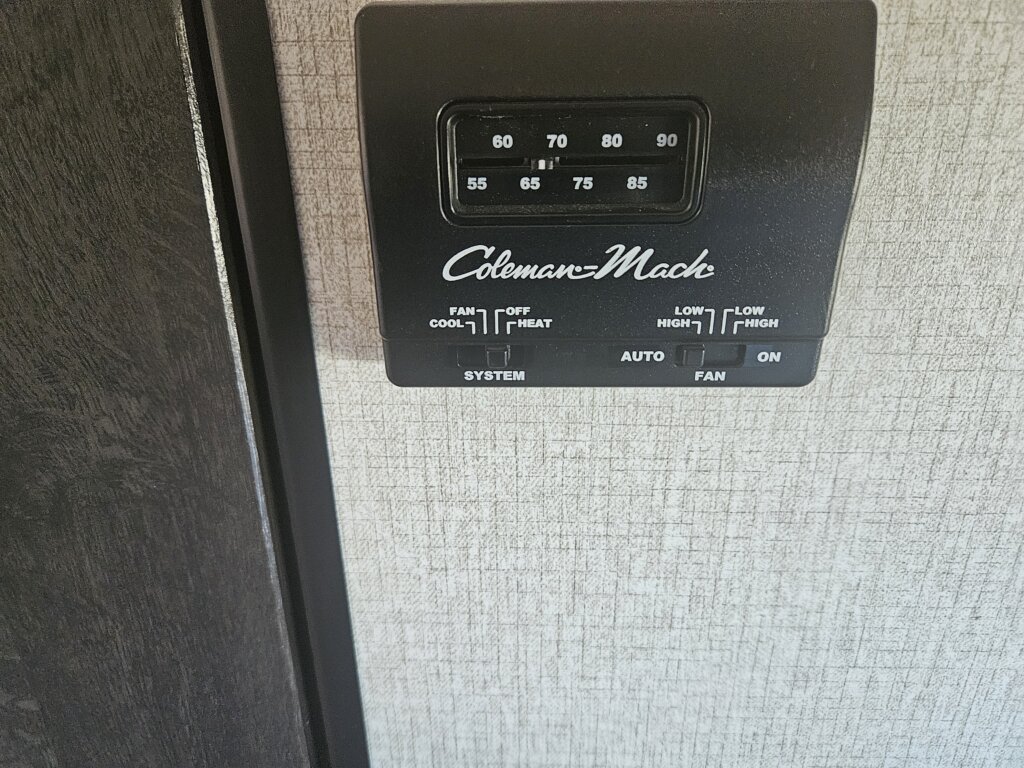 60 70 80 90
55 65 75 85
Coleman-Mach
FAN OFF LOW LOW
COOL HEAT HIGH HIGH
AUTO ON
SYSTEM FAN